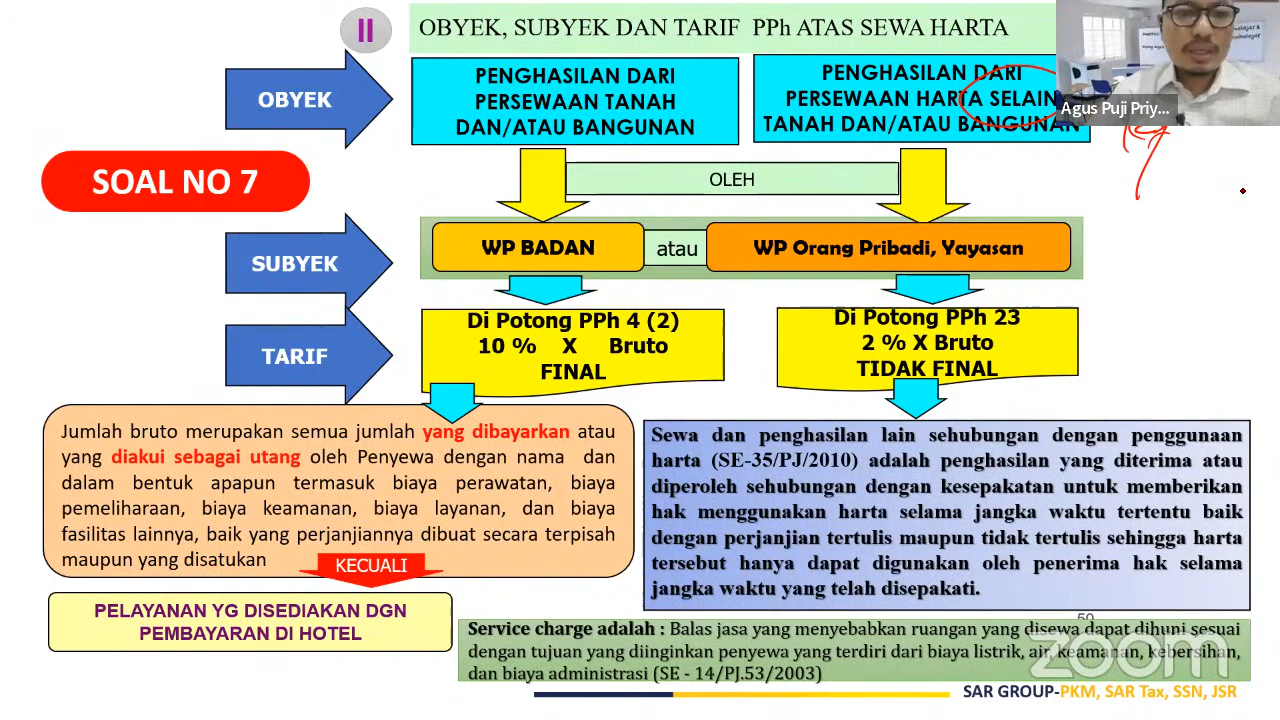 II
OBYEK, SUBYEK DAN TARIF PPh ATAS SEWA HARTA
OBYEK
PENGHASILAN DARI
PERSEWAAN TANAH
DAN/ATAU BANGUNAN
PENGHASILAN DARI
PERSEWAAN HARTA SELAIN
TANAH DAN/ATAU BANGUNAN
Agus Puji Priy...
SOAL NO 7
OLEH
SUBYEK
WP BADAN
atau
WP Orang Pribadi, Yayasan
TARIF
Di Potong PPh 4 (2)
10 % X Bruto
FINAL
Di Potong PPh 23
2 % X Bruto
TIDAK FINAL
Jumlah bruto merupakan semua jumlah yang dibayarkan atau
yang diakui sebagai utang oleh Penyewa dengan nama dan
dalam bentuk apapun termasuk biaya perawatan, biaya
pemeliharaan, biaya keamanan, biaya layanan, dan biaya
fasilitas lainnya, baik yang perjanjiannya dibuat secara terpisah
maupun yang disatukan
KECUALI
PELAYANAN YG DISEDIAKAN DGN
PEMBAYARAN DI HOTEL
Sewa dan penghasilan lain sehubungan dengan penggunaan
harta (SE-35/PJ/2010) adalah penghasilan yang diterima atau
diperoleh sehubungan dengan kesepakatan untuk memberikan
hak menggunakan harta selama jangka waktu tertentu baik
dengan perjanjian tertulis maupun tidak tertulis sehingga harta
tersebut hanya dapat digunakan oleh penerima hak selama
jangka waktu yang telah disepakati.
50
Service charge adalah : Balas jasa yang menyebabkan ruangan yang disewa dapat dihuni sesuai
dengan tujuan yang diinginkan penyewa yang terdiri dari biaya listrik, air, keamanan, kebersihan,
dan biaya administrasi (SE - 14/PJ.53/2003)
zoom
SAR GROUP-PKM, SAR Tax, SSN, JSR